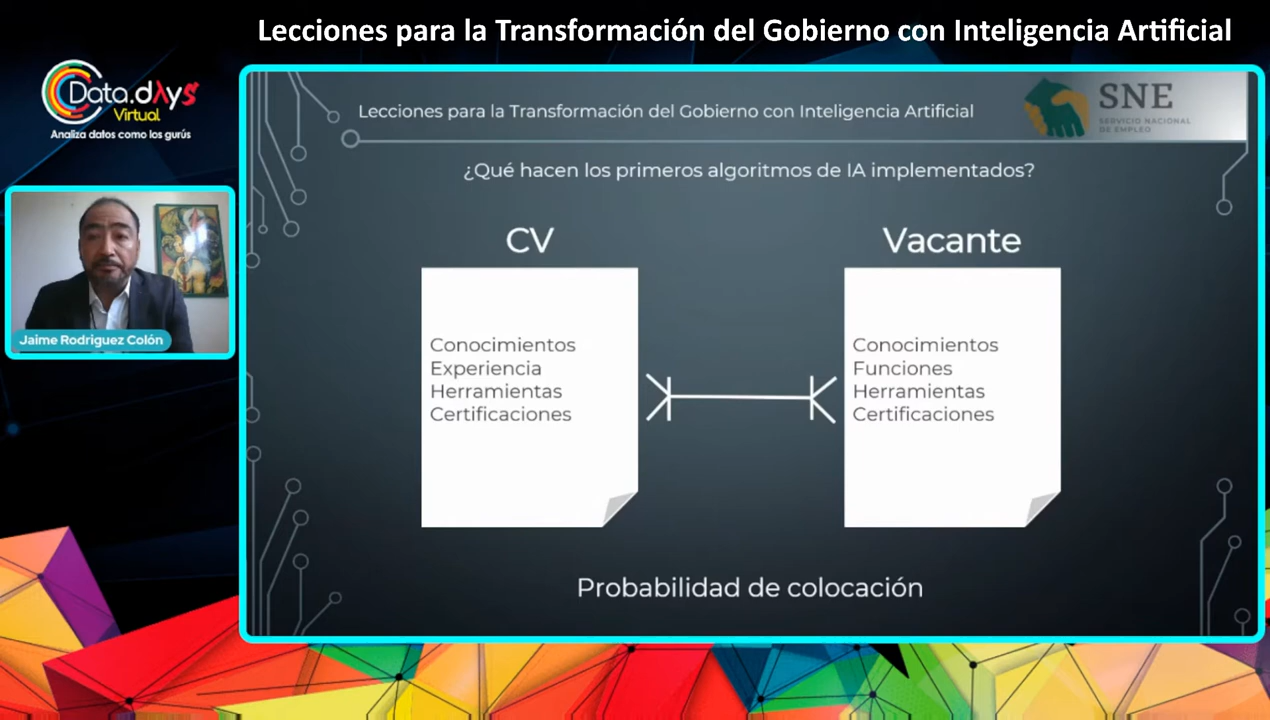 Lecciones para la Transformación del Gobierno con Inteligencia Artificial
Data.dλys
Virtual
Analiza datos como los gurús
Jaime Rodriguez Colón
Lecciones para la Transformación del Gobierno con Inteligencia Artificial
SNE
SERVICIO NACIONAL
DE EMPLEO
¿Qué hacen los primeros algoritmos de IA implementados?
CV
Conocimientos
Experiencia
Herramientas
Certificaciones
Vacante
Conocimientos
Funciones
Herramientas
Certificaciones
Probabilidad de colocación